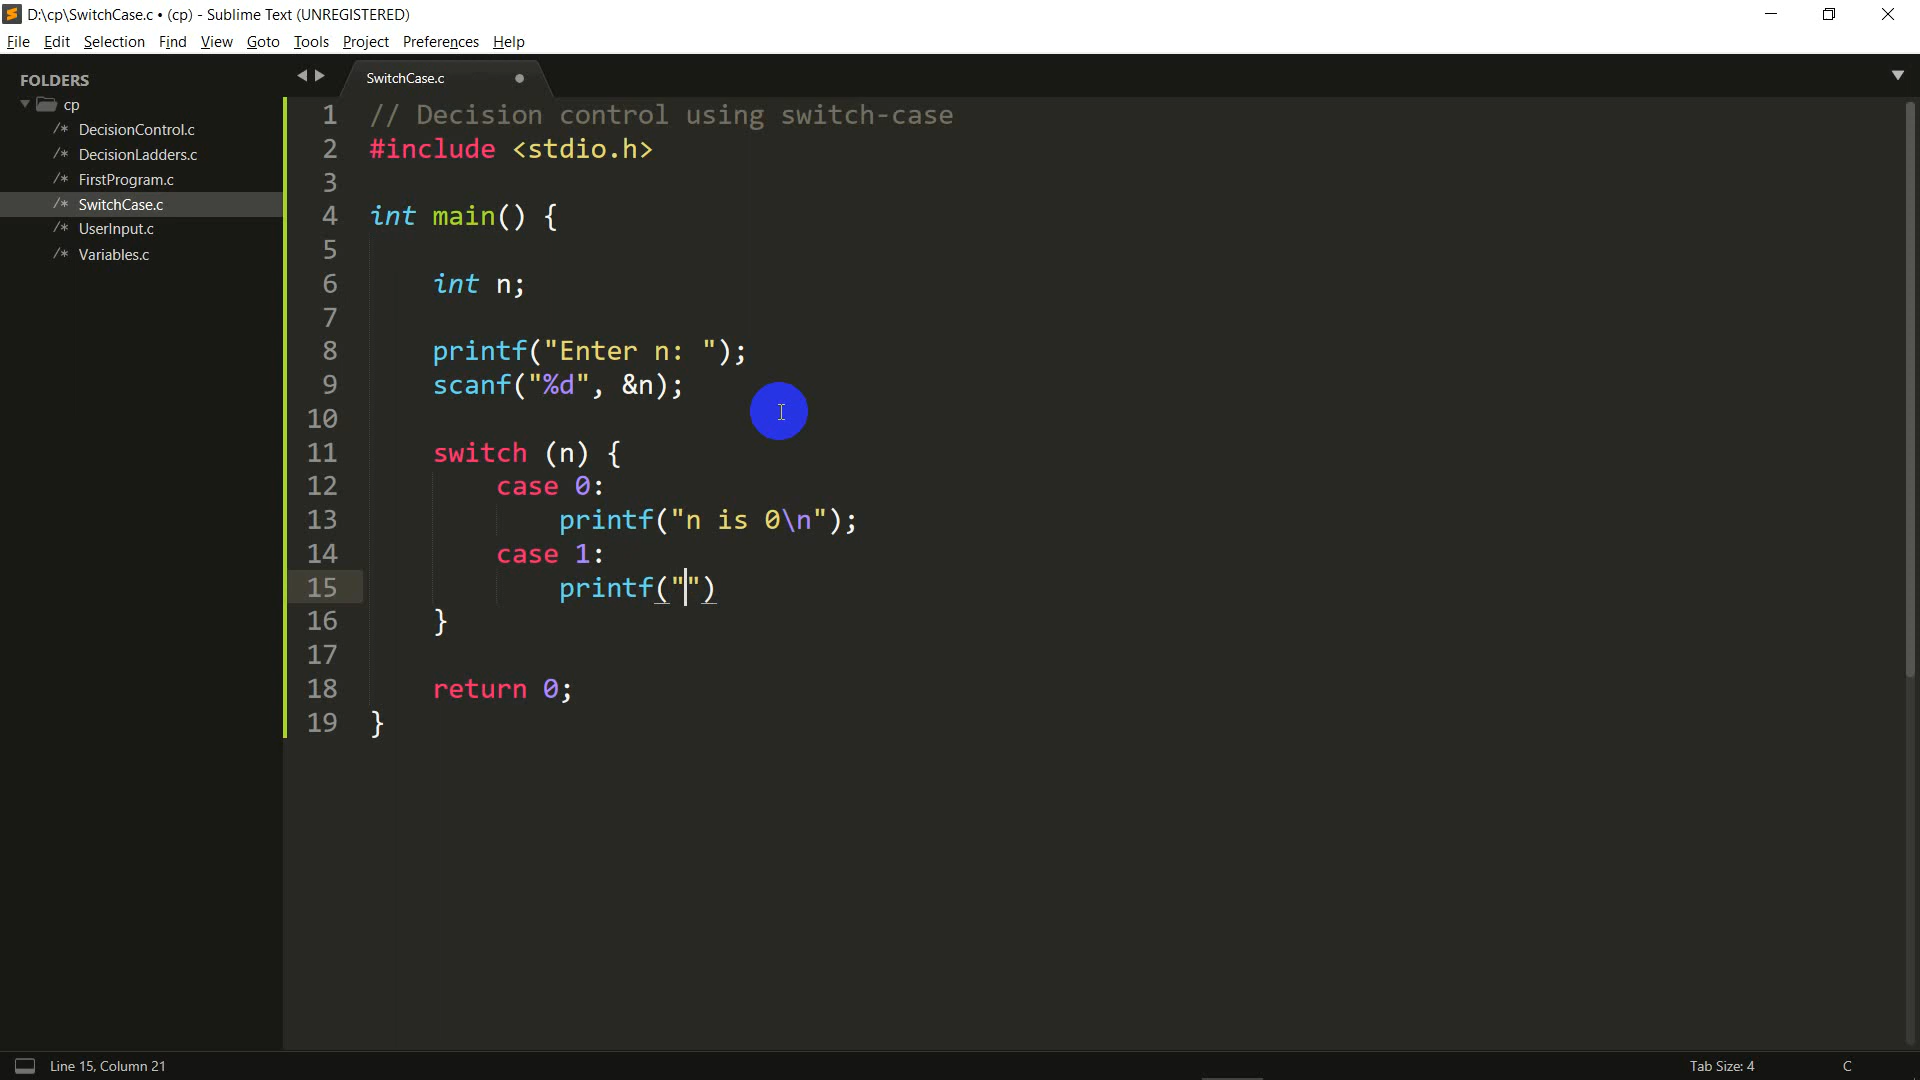 D:\cp\SwitchCase.c • (cp) - Sublime Text (UNREGISTERED)
File Edit Selection Find View Goto Tools Project Preferences Help
FOLDERS
cp
/* DecisionControl.c
/* DecisionLadders.c
/* FirstProgram.c
/* SwitchCase.c
/* UserInput.c
/* Variables.c
SwitchCase.c
1 // Decision control using switch-case
2 #include <stdio.h>
3
4 int main() {
5
6 int n;
7
8 printf("Enter n: ");
9 scanf("%d", &n);
10
11 switch (n) {
12 case 0:
13 printf("n is 0\n");
14 case 1:
15 printf("")
16 }
17
18 return 0;
19 }
Line 15, Column 21
Tab Size: 4
C